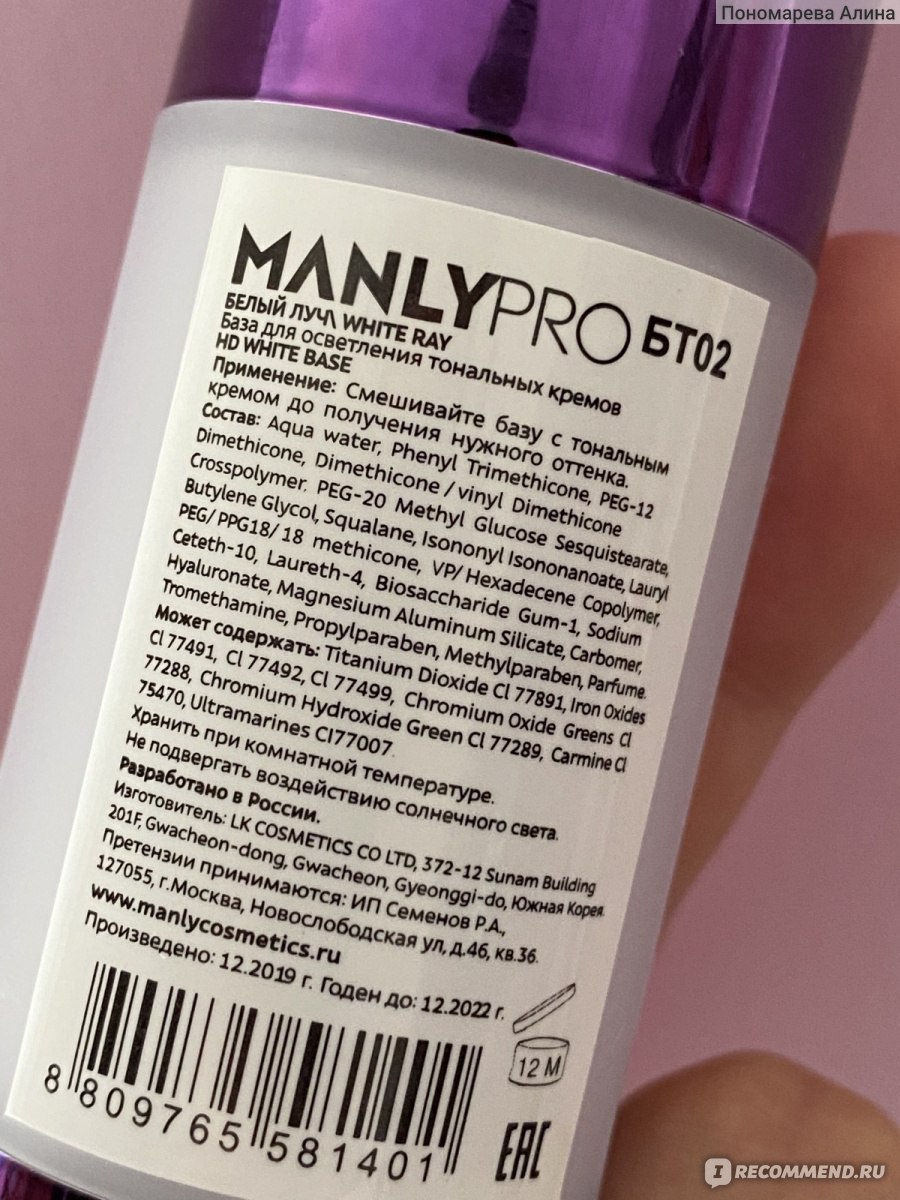 Пономарева Алина
MANLYPRO БТ02
БЕЛЫЙ ЛУЧ\ WHITE RAY
База для осветления тональных кремов
HD WHITE BASE
Применение: Смешивайте базу с тональным
кремом до получения нужного оттенка.
Состав: Aqua water, Phenyl Trimethicone, PEG-12
Dimethicone, Dimethicone / vinyl Dimethicone
Crosspolymer. PEG-20 Methyl Glucose Sesquistearate,
Butylene Glycol, Squalane, Isononyl Isononanoate, Lauryl
PEG/ PPG18/ 18 methicone, VP/ Hexadecene Copolymer,
Ceteth-10, Laureth-4, Biosaccharide Gum-1, Sodium
Hyaluronate, Magnesium Aluminum Silicate, Carbomer,
Tromethamine, Propylparaben, Methylparaben, Parfume.
Может содержать: Titanium Dioxide Cl 77891, Iron Oxides
Cl 77491, Cl 77492, Cl 77499, Chromium Oxide Greens Cl
77288, Chromium Hydroxide Green Cl 77289, Carmine Cl
75470, Ultramarines CI77007.
Хранить при комнатной температуре.
Не подвергать воздействию солнечного света.
Разработано в России.
Изготовитель: LK COSMETICS CO LTD, 372-12 Sunam Building
201F, Gwacheon-dong, Gwacheon, Gyeonggi-do, Южная Корея.
Претензии принимаются: ИП Семенов Р.А.,
127055, г.Москва, Новослободская ул, д.46, кв.36.
www.manlycosmetics.ru
Произведено: 12.2019 г. Годен до: 12.2022 г.
12 M
8 809765 581401
EAC
IRECOMMEND.RU